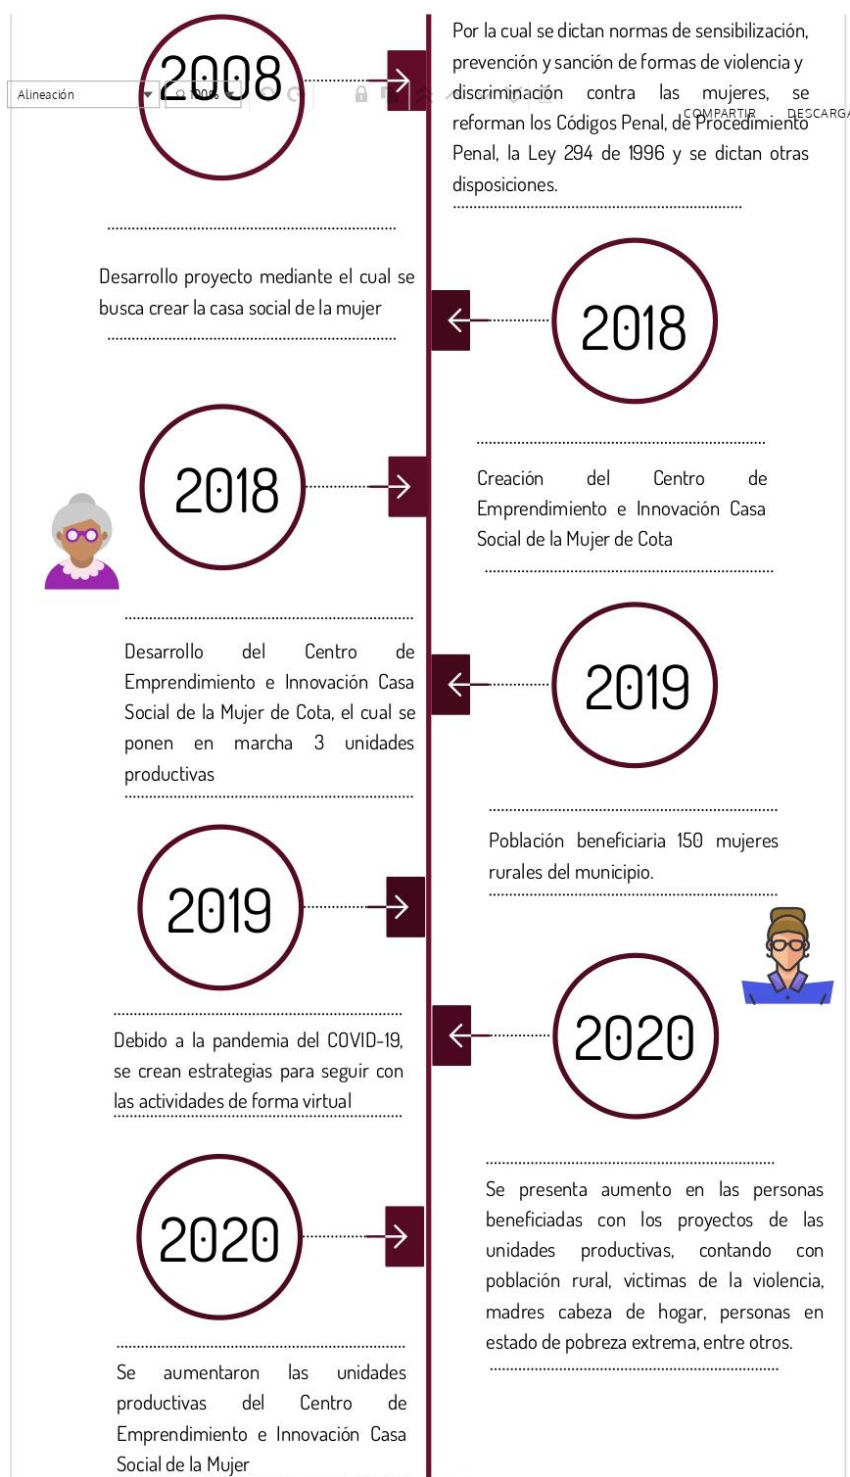 2008
Por la cual se dictan normas de sensibilización,
prevención y sanción de formas de violencia y
discriminación contra las mujeres, se
reforman los Códigos Penal, de Procedimiento
Penal, la Ley 294 de 1996 y se dictan otras
disposiciones.
Alineación
100%
COMPARTIR
DESCARGA
Desarrollo proyecto mediante el cual se
busca crear la casa social de la mujer
2018
2018
Creación del Centro de
Emprendimiento e Innovación Casa
Social de la Mujer de Cota
Desarrollo del Centro de
Emprendimiento e Innovación Casa
Social de la Mujer de Cota, el cual se
ponen en marcha 3 unidades
productivas
2019
2019
Población beneficiaria 150 mujeres
rurales del municipio.
Debido a la pandemia del COVID-19,
se crean estrategias para seguir con
las actividades de forma virtual
2020
2020
Se presenta aumento en las personas
beneficiadas con los proyectos de las
unidades productivas, contando con
población rural, victimas de la violencia,
madres cabeza de hogar, personas en
estado de pobreza extrema, entre otros.
Se aumentaron las unidades
productivas del Centro de
Emprendimiento e Innovación Casa
Social de la Mujer